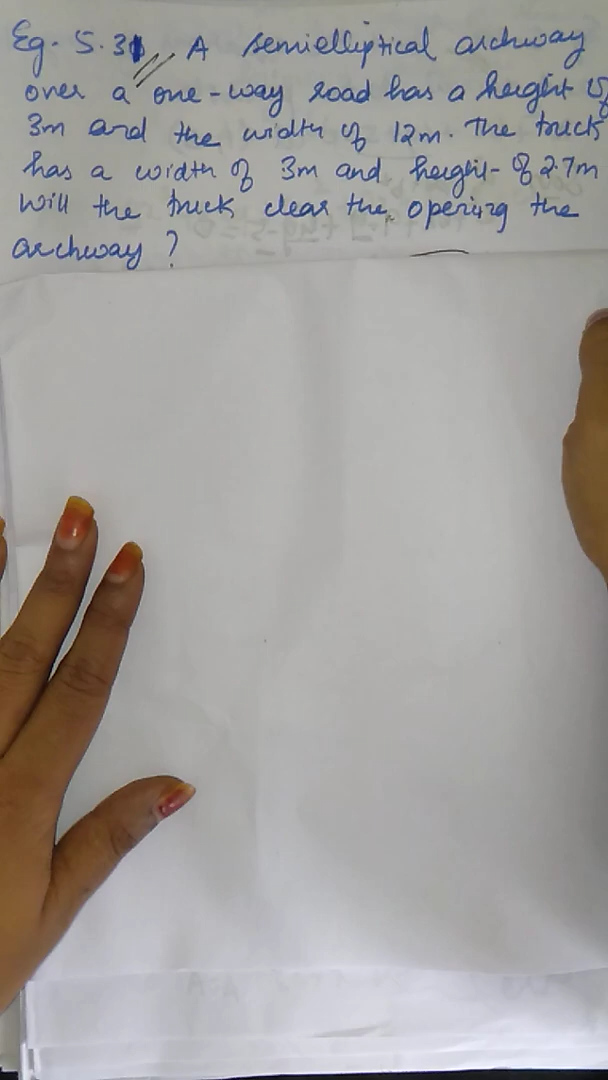 Eg. 5.31 A semielliptical archway
over a one-way road has a height of
3m and the width of 12m. The truck
has a width of 3m and height of 2.7m
Will the truck clear the opening the
archway ?